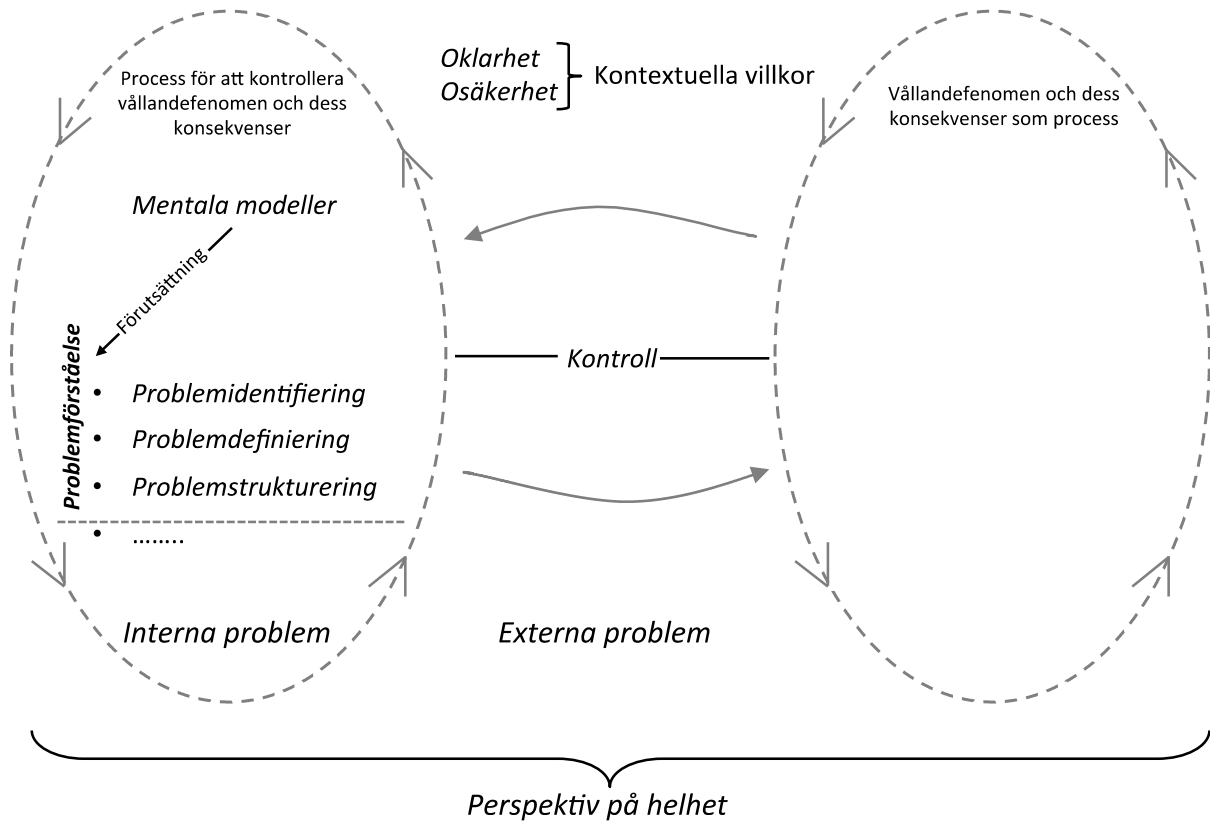 Process för att kontrollera
vållandefenomen och dess
konsekvenser
Oklarhet
Osäkerhet
Kontextuella villkor
Vållandefenomen och dess
konsekvenser som process
Mentala modeller
Förutsättning
Problemförståelse
• Problemidentifiering
• Problemdefiniering
• Problemstrukturering
• ........
Kontroll
Interna problem
Externa problem
Perspektiv på helhet